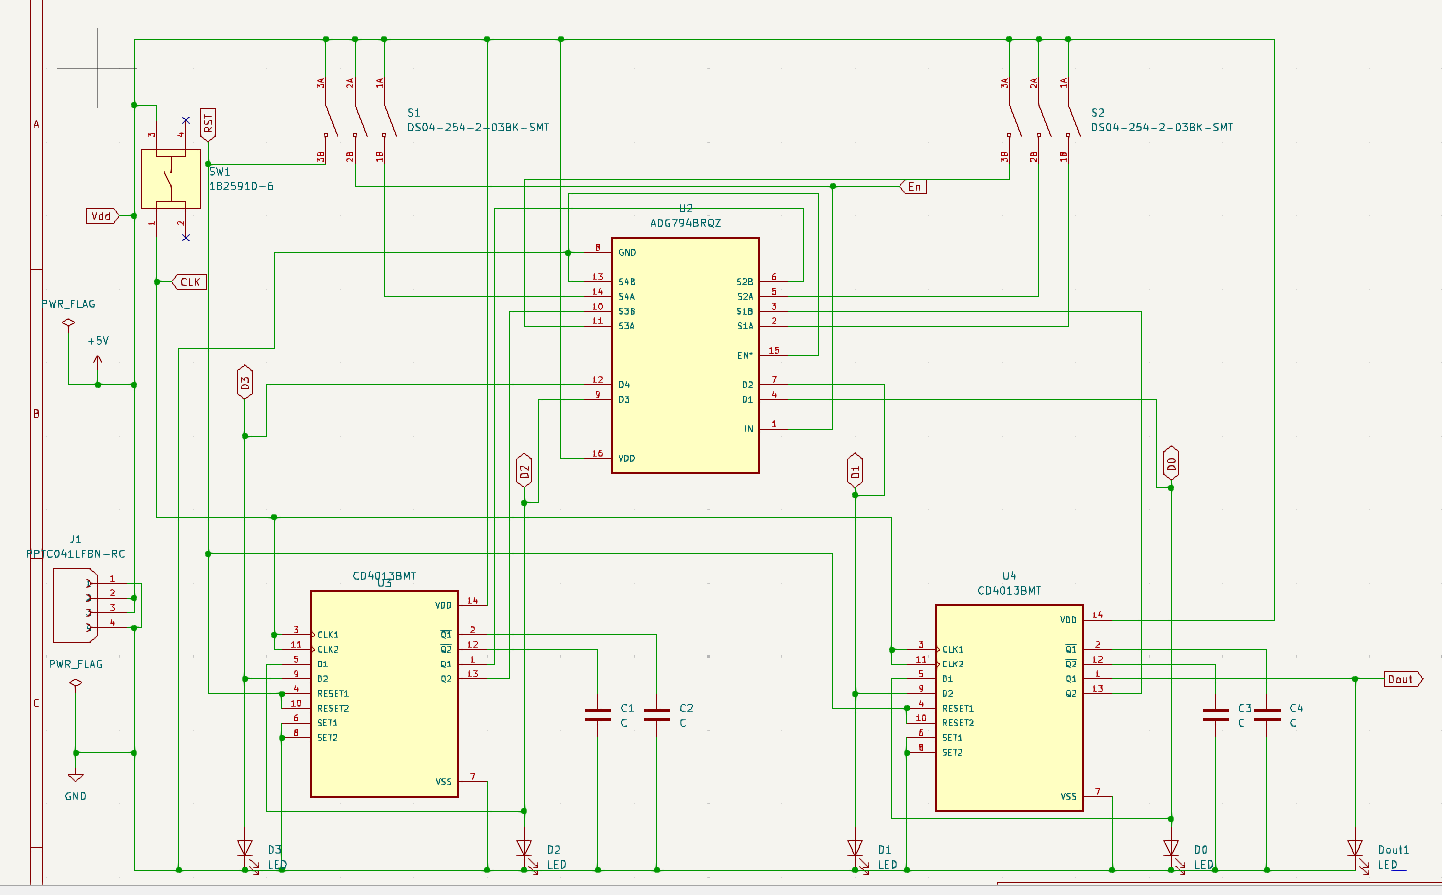 A
3A
2A
1A
S1
DS04-254-2-03BK-SMT
3B
2B
1B
3A
2A
1A
S2
DS04-254-2-03BK-SMT
3B
2B
1B
RST
3
4
SW1
1B25910-6
1
2
Vdd
CLK
En
PWR_FLAG
+5V
U2
ADG794BRQZ
8 GND
13 S4B
14 S4A
10 S3B
11 S3A
12 D4
9 D3
16 VDD
S2B 6
S2A 5
S1B 3
S1A 2
EN* 15
D2 7
D1 4
IN 1
D3
B
D2
D1
D0
J1
PPTC041LFBN-RC
1
2
3
4
PWR_FLAG
GND
C
CD4013BMT
U3
VDD 14
3 CLK1
11 CLK2
5 D1
9 D2
4 RESET1
10 RESET2
6 SET1
8 SET2
Q1 2
Q2 12
Q1 1
Q2 13
VSS 7
C1
C
C2
C
U4
CD4013BMT
VDD 14
3 CLK1
11 CLK2
5 D1
9 D2
4 RESET1
10 RESET2
6 SET1
8 SET2
Q1 2
Q2 12
Q1 1
Q2 13
VSS 7
C3
C
C4
C
Dout
D3
LED
D2
LED
D1
LED
D0
LED
Dout1
LED